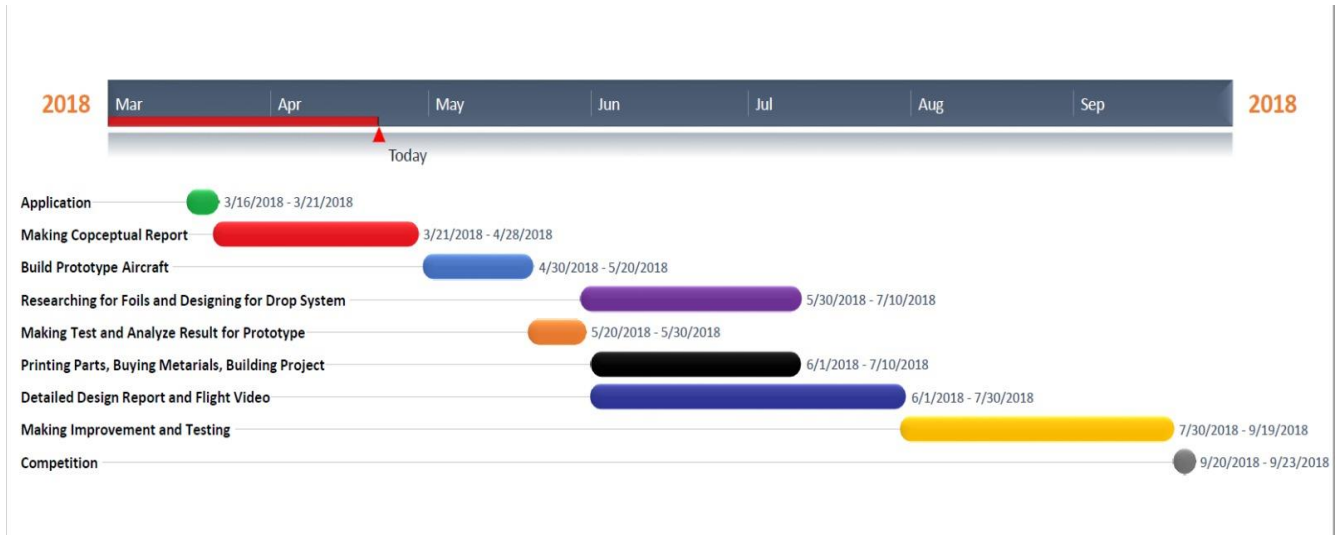 2018 Mar Apr May Jun Jul Aug Sep 2018
Today
Application 3/16/2018 - 3/21/2018
Making Copceptual Report 3/21/2018 - 4/28/2018
Build Prototype Aircraft 4/30/2018 - 5/20/2018
Researching for Foils and Designing for Drop System 5/30/2018 - 7/10/2018
Making Test and Analyze Result for Prototype 5/20/2018 - 5/30/2018
Printing Parts, Buying Metarials, Building Project 6/1/2018 - 7/10/2018
Detailed Design Report and Flight Video 6/1/2018 - 7/30/2018
Making Improvement and Testing 7/30/2018 - 9/19/2018
Competition 9/20/2018 - 9/23/2018